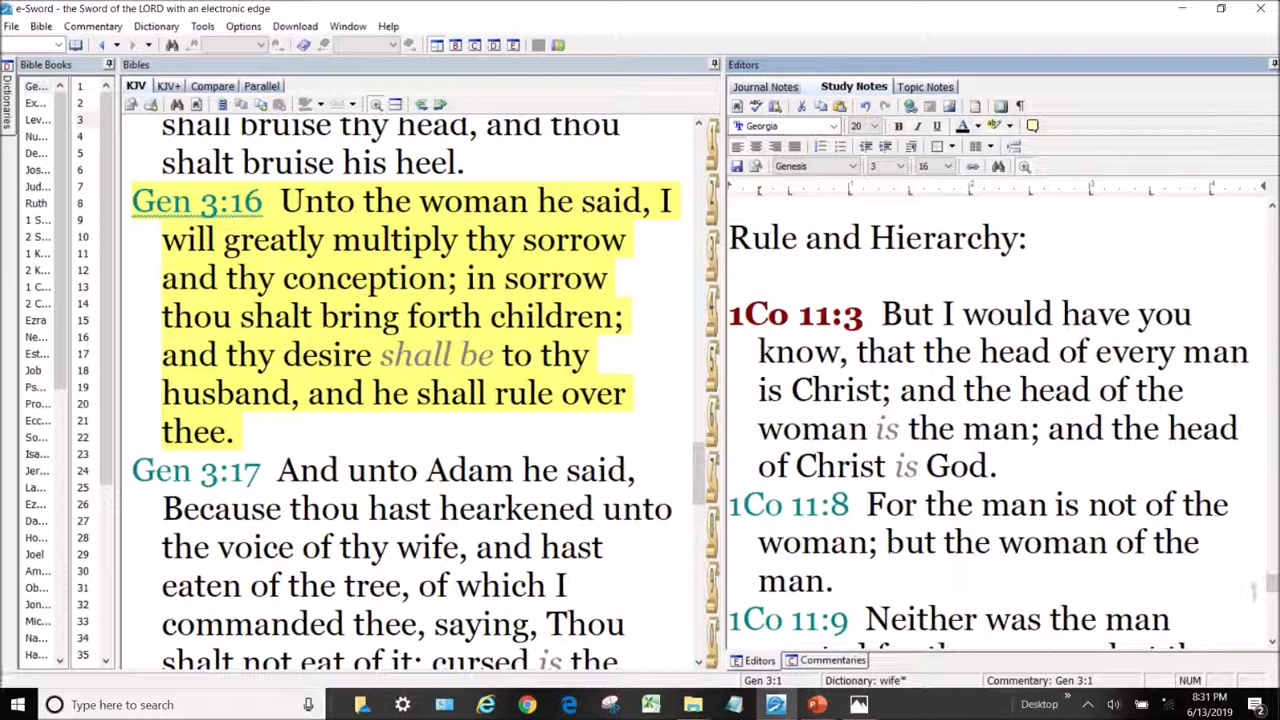 e-Sword - the Sword of the LORD with an electronic edge
File Bible Commentary Dictionary Tools Options Download Window Help
Dictionaries
Bible Books
Ge... 1
Ex... 2
Lev... 3
Nu... 4
De... 5
Jos... 6
Jud... 7
Ruth 8
1 S... 9
2 S... 10
1 K... 11
2 K... 12
1 C... 13
2 C... 14
Ezra 15
Ne... 16
Est... 17
Job 18
Ps... 19
Pro... 20
Ecc... 21
So... 22
Isa... 23
Jer... 24
La... 25
Ez... 26
Da... 27
Ho... 28
Joel 29
Am... 30
Ob... 31
Jon... 32
Mic... 33
Na... 34
Ha... 35
Bibles
KJV KJV+ Compare Parallel
shall bruise thy head, and thou
shalt bruise his heel.
Gen 3:16 Unto the woman he said, I
will greatly multiply thy sorrow
and thy conception; in sorrow
thou shalt bring forth children;
and thy desire shall be to thy
husband, and he shall rule over
thee.
Gen 3:17 And unto Adam he said,
Because thou hast hearkened unto
the voice of thy wife, and hast
eaten of the tree, of which I
commanded thee, saying, Thou
shalt not eat of it: cursed is the
Editors
Journal Notes Study Notes Topic Notes
Georgia 20 B I U A
Genesis 3 16
Rule and Hierarchy:
1Co 11:3 But I would have you
know, that the head of every man
is Christ; and the head of the
woman is the man; and the head
of Christ is God.
1Co 11:8 For the man is not of the
woman; but the woman of the
man.
1Co 11:9 Neither was the man
Editors Commentaries
Gen 3:1 Dictionary: wife* Commentary: Gen 3:1 NUM
Type here to search
Desktop
8:31 PM
6/13/2019